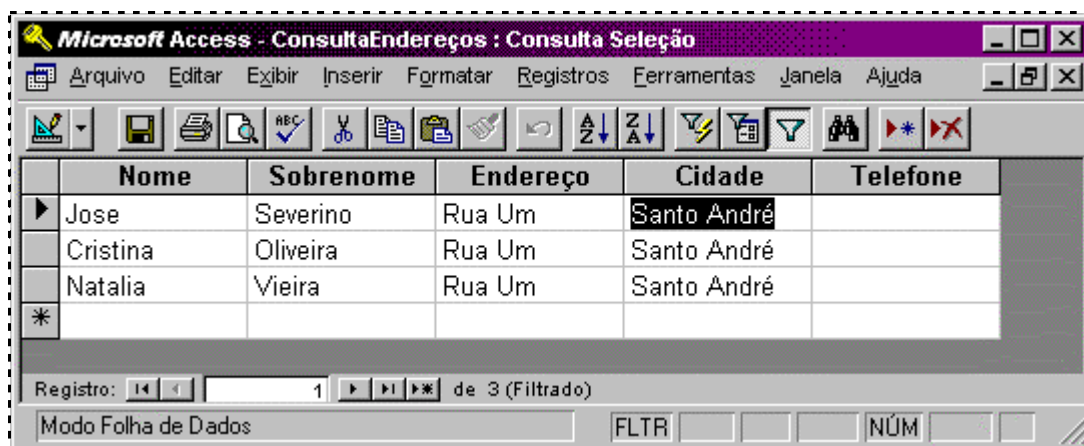 Microsoft Access - ConsultaEndereços : Consulta Seleção
Arquivo Editar Exibir Inserir Formatar Registros Ferramentas Janela Ajuda
ABC A Z Z A
Nome Sobrenome Endereço Cidade Telefone
Jose Severino Rua Um Santo André
Cristina Oliveira Rua Um Santo André
Natalia Vieira Rua Um Santo André
Registro: 1 de 3 (Filtrado)
Modo Folha de Dados FLTR NÚM